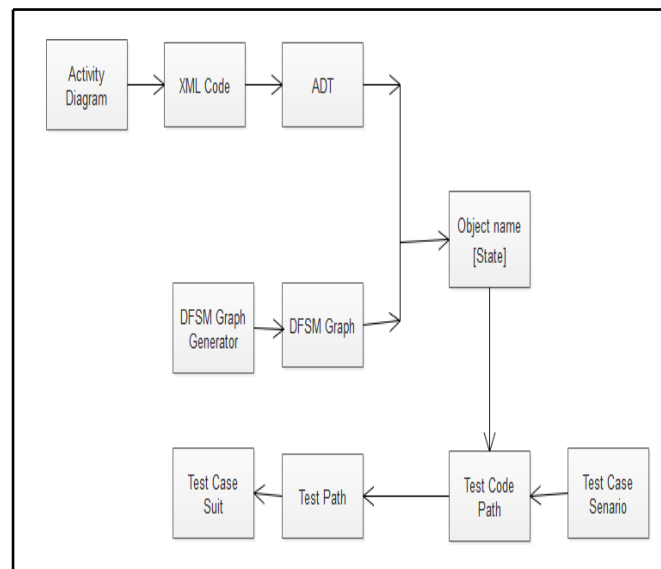 Activity
Diagram
XML Code
ADT
Object name
[State]
DFSM Graph
Generator
DFSM Graph
Test Case
Suit
Test Path
Test Code
Path
Test Case
Senario